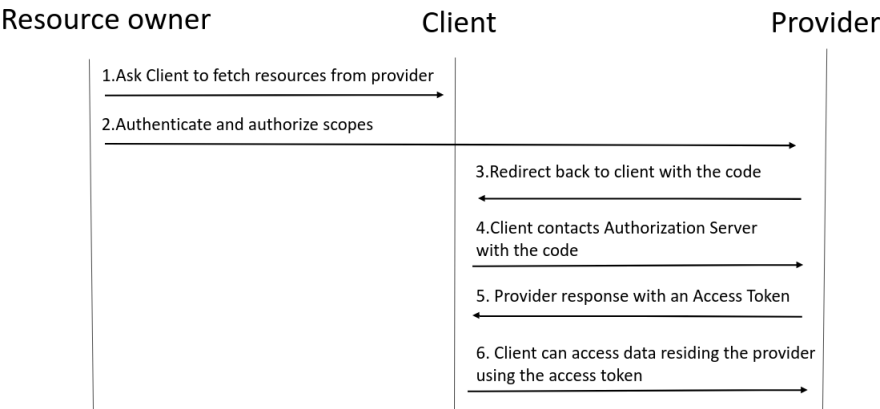 Resource owner
Client
Provider
1.Ask Client to fetch resources from provider
2.Authenticate and authorize scopes
3.Redirect back to client with the code
4.Client contacts Authorization Server
with the code
5. Provider response with an Access Token
6. Client can access data residing the provider
using the access token